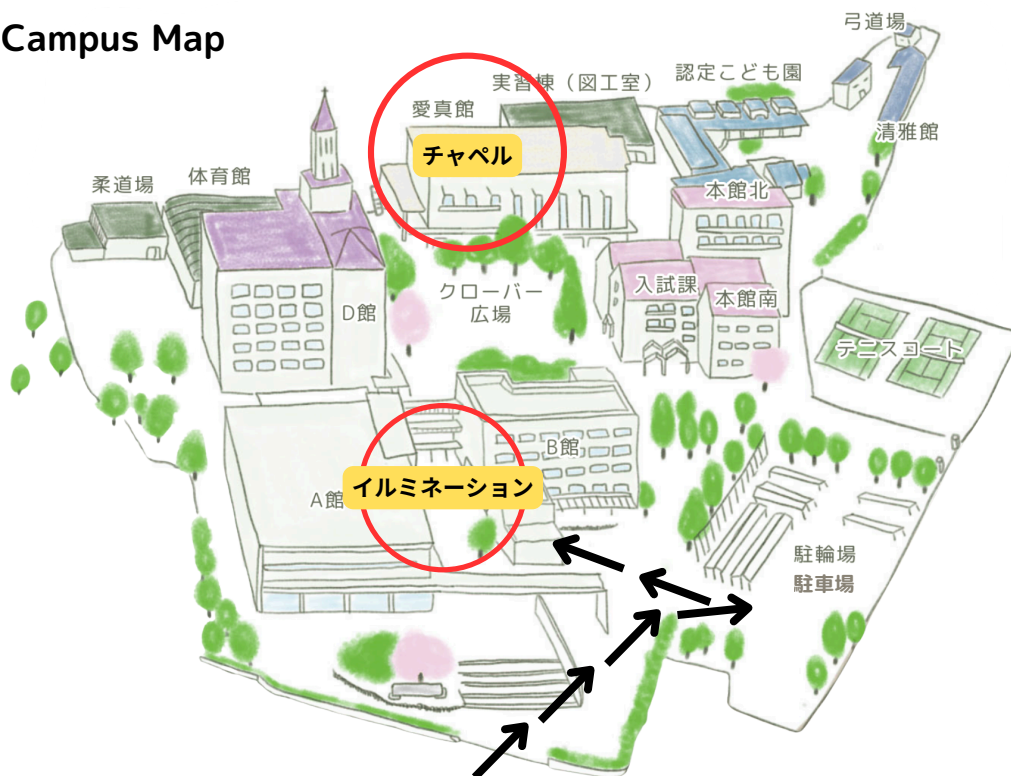 Campus Map
弓道場
実習棟（図工室）
認定こども園
愛真館
チャペル
清雅館
柔道場
体育館
本館北
D館
クローバー
広場
入試課
本館南
テニスコート
B館
A館
イルミネーション
駐輪場
駐車場